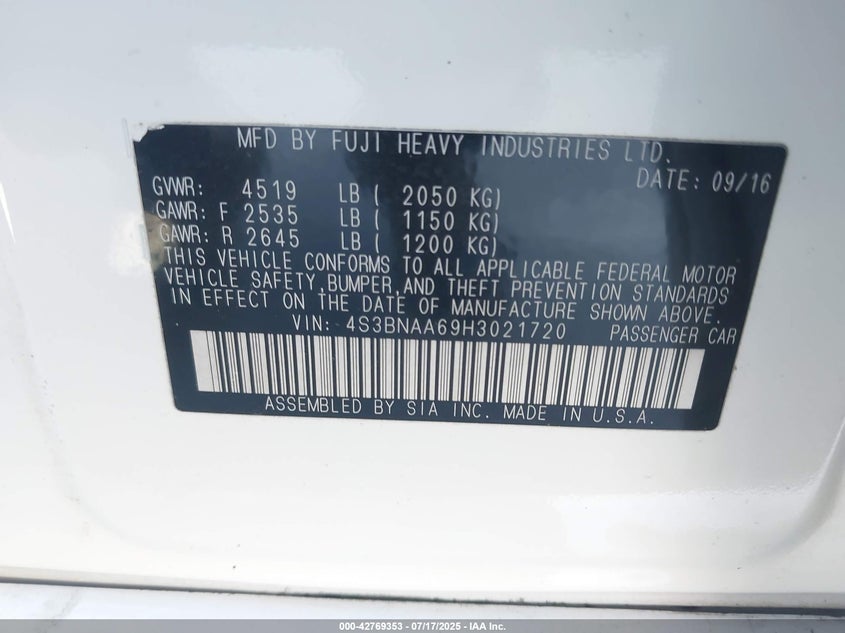 MFD BY FUJI HEAVY INDUSTRIES LTD.
DATE: 09/16
GVWR: 4519 LB ( 2050 KG)
GAWR: F 2535 LB ( 1150 KG)
GAWR: R 2645 LB ( 1200 KG)
THIS VEHICLE CONFORMS TO ALL APPLICABLE FEDERAL MOTOR
VEHICLE SAFETY,BUMPER,AND THEFT PREVENTION STANDARDS
IN EFFECT ON THE DATE OF MANUFACTURE SHOWN ABOVE.
VIN: 4S3BNAA69H3021720 PASSENGER CAR
ASSEMBLED BY SIA INC. MADE IN U.S.A.
000-42769353 - 07/17/2025 - IAA Inc.